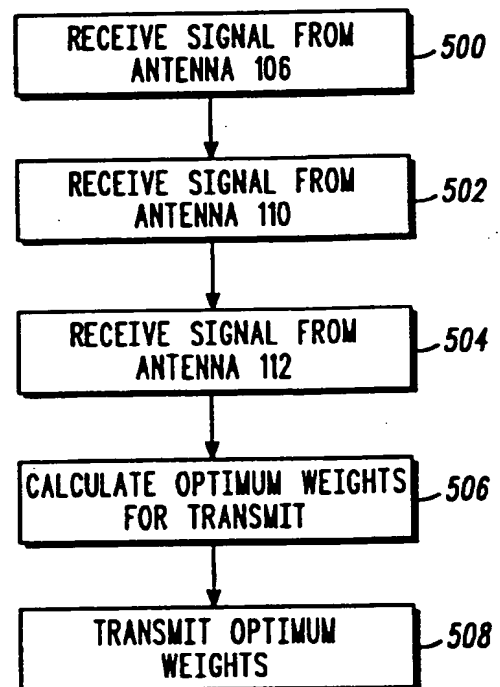 RECEIVE SIGNAL FROM
ANTENNA 106
500
RECEIVE SIGNAL FROM
ANTENNA 110
502
RECEIVE SIGNAL FROM
ANTENNA 112
504
CALCULATE OPTIMUM WEIGHTS
FOR TRANSMIT
506
TRANSMIT OPTIMUM
WEIGHTS
508